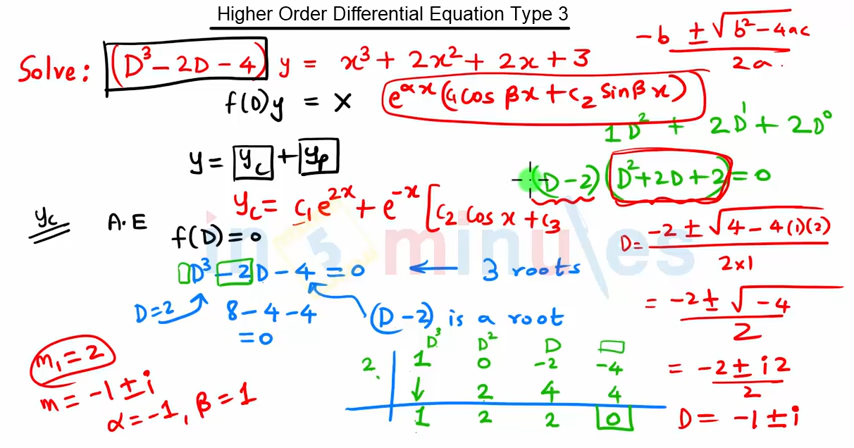 Higher Order Differential Equation Type 3
Solve: (D³ - 2D - 4) y = x³ + 2x² + 2x + 3
-b ± √(b² - 4ac)
2a.
f(D)y = X
e^αx (C₁cos βx + C₂ sin βx)
1D² + 2D¹ + 2D⁰
y = y_c + y_p
(D-2) (D² + 2D + 2) = 0
y_c = C₁e^2x + e^-x [C₂ cos x + C₃
y_c A.E
f(D) = 0
D = -2 ± √(4 - 4(1)(2))
2×1
in 5 minutes
D³ - 2D - 4 = 0 ← 3 roots
D=2 8 - 4 - 4
= 0
(D-2) is a root
= -2 ± √-4
2
m₁ = 2
m = -1 ± i
α = -1, β = 1
D³ D² D
2. 1 0 -2 -4
↓ 2 4 4
1 2 2 0
= -2 ± i2
2
D = -1 ± i